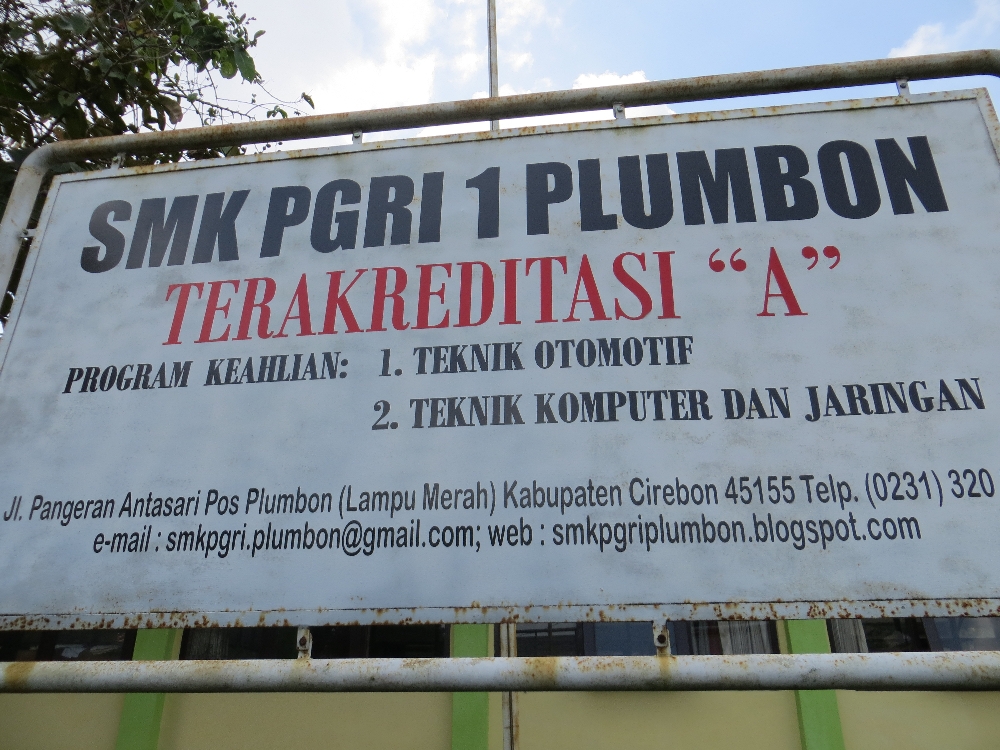 SMK PGRI 1 PLUMBON
TERAKREDITASI “A”
PROGRAM KEAHLIAN: 1. TEKNIK OTOMOTIF
2. TEKNIK KOMPUTER DAN JARINGAN
Jl. Pangeran Antasari Pos Plumbon (Lampu Merah) Kabupaten Cirebon 45155 Telp. (0231) 320
e-mail : smkpgri.plumbon@gmail.com; web : smkpgriplumbon.blogspot.com